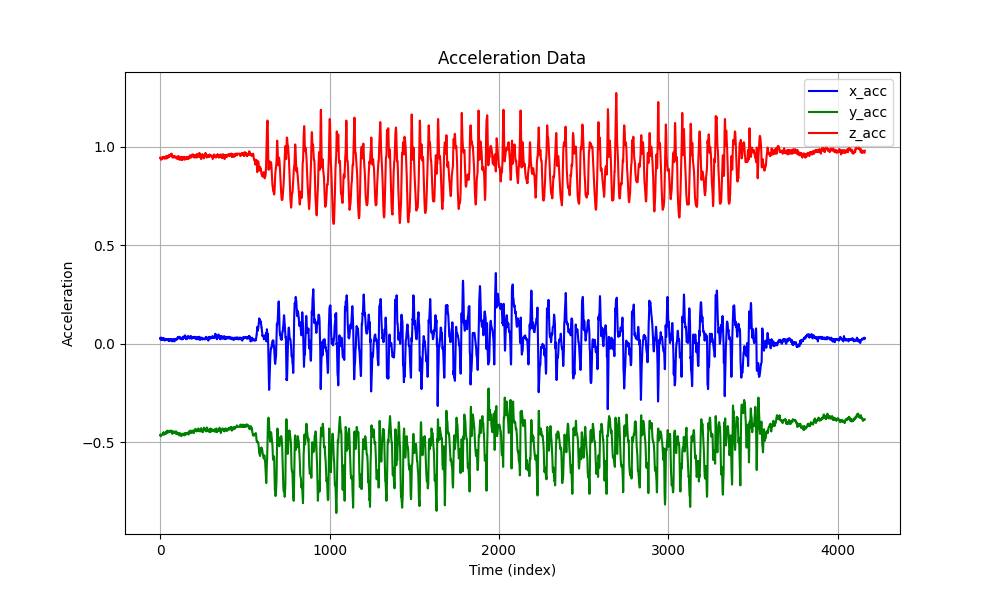 Acceleration Data
x_acc
y_acc
z_acc
1.0
0.5
0.0
−0.5
Acceleration
0 1000 2000 3000 4000
Time (index)